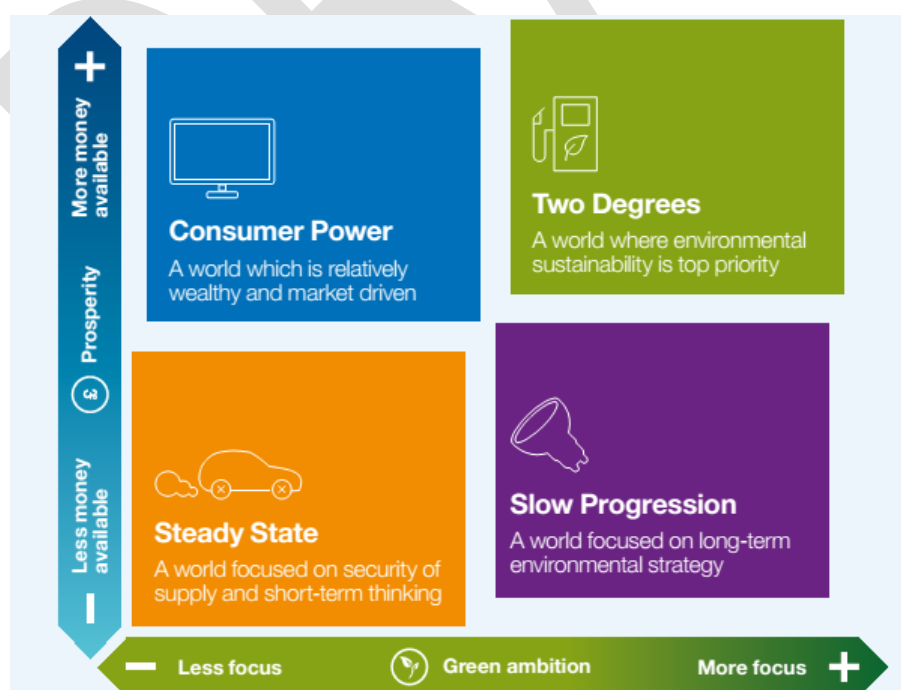 +
More money
available
£ Prosperity
Less money
available
−
Consumer Power
A world which is relatively
wealthy and market driven
Two Degrees
A world where environmental
sustainability is top priority
Steady State
A world focused on security of
supply and short-term thinking
Slow Progression
A world focused on long-term
environmental strategy
− Less focus
Green ambition
More focus +